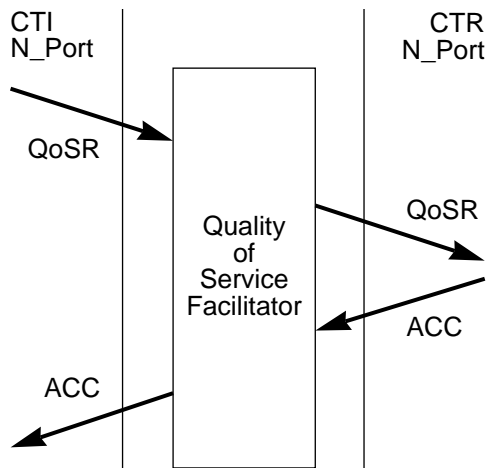 CTI
N_Port
CTR
N_Port
QoSR
QoSR
Quality
of
Service
Facilitator
ACC
ACC